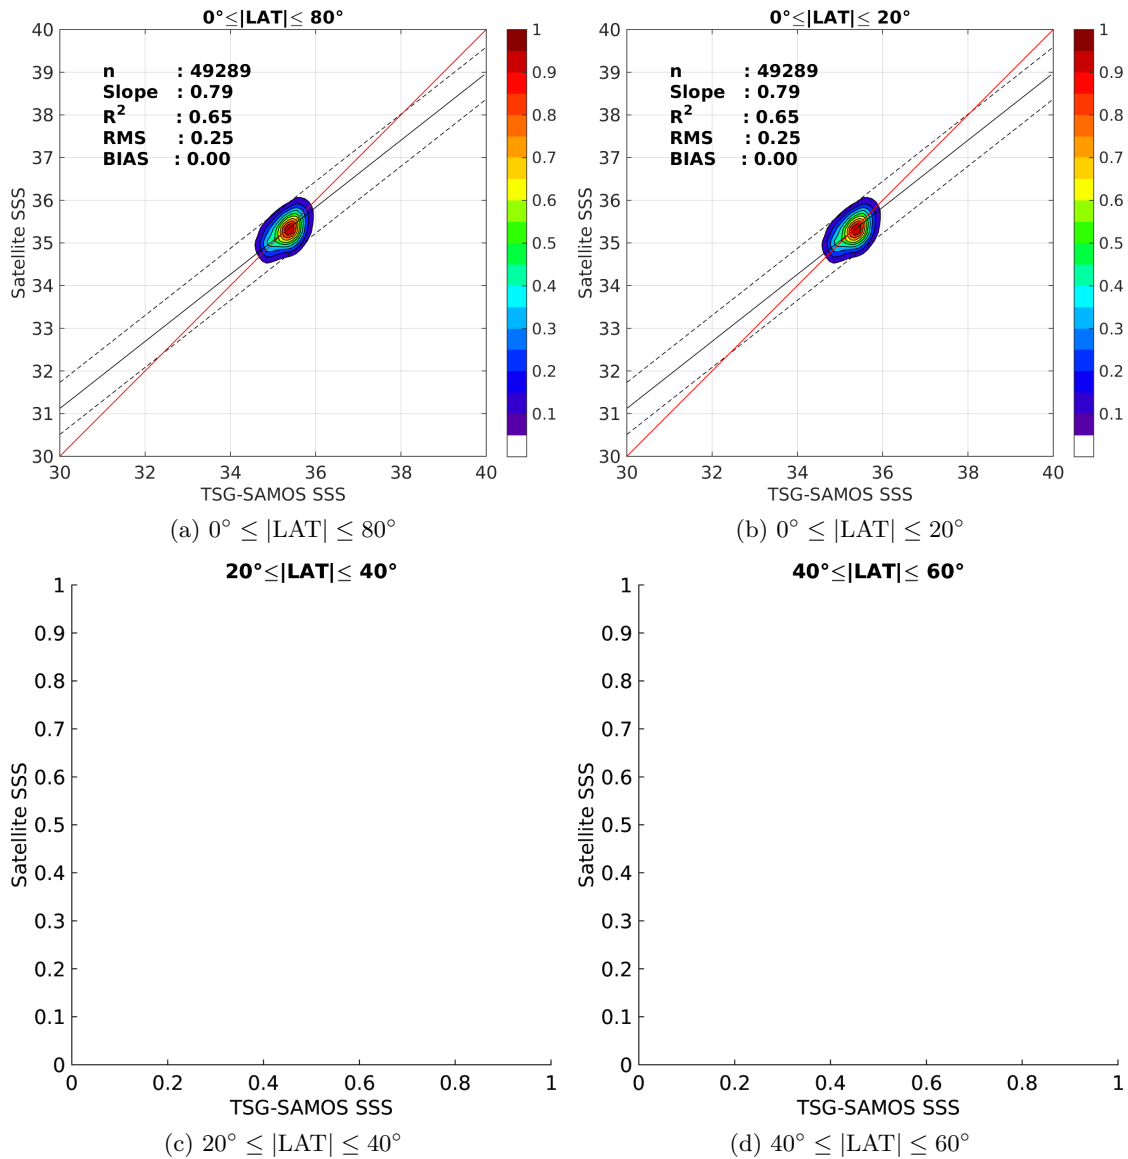 0°≤|LAT|≤ 80°
n : 49289
Slope : 0.79
R² : 0.65
RMS : 0.25
BIAS : 0.00
40
39
38
37
36
35
34
33
32
31
30
Satellite SSS
30 32 34 36 38 40
TSG-SAMOS SSS
1
0.9
0.8
0.7
0.6
0.5
0.4
0.3
0.2
0.1
(a) 0° ≤ |LAT| ≤ 80°
0°≤|LAT|≤ 20°
n : 49289
Slope : 0.79
R² : 0.65
RMS : 0.25
BIAS : 0.00
40
39
38
37
36
35
34
33
32
31
30
Satellite SSS
30 32 34 36 38 40
TSG-SAMOS SSS
1
0.9
0.8
0.7
0.6
0.5
0.4
0.3
0.2
0.1
(b) 0° ≤ |LAT| ≤ 20°
20°≤|LAT|≤ 40°
1
0.9
0.8
0.7
0.6
0.5
0.4
0.3
0.2
0.1
0
Satellite SSS
0 0.2 0.4 0.6 0.8 1
TSG-SAMOS SSS
(c) 20° ≤ |LAT| ≤ 40°
40°≤|LAT|≤ 60°
1
0.9
0.8
0.7
0.6
0.5
0.4
0.3
0.2
0.1
0
Satellite SSS
0 0.2 0.4 0.6 0.8 1
TSG-SAMOS SSS
(d) 40° ≤ |LAT| ≤ 60°